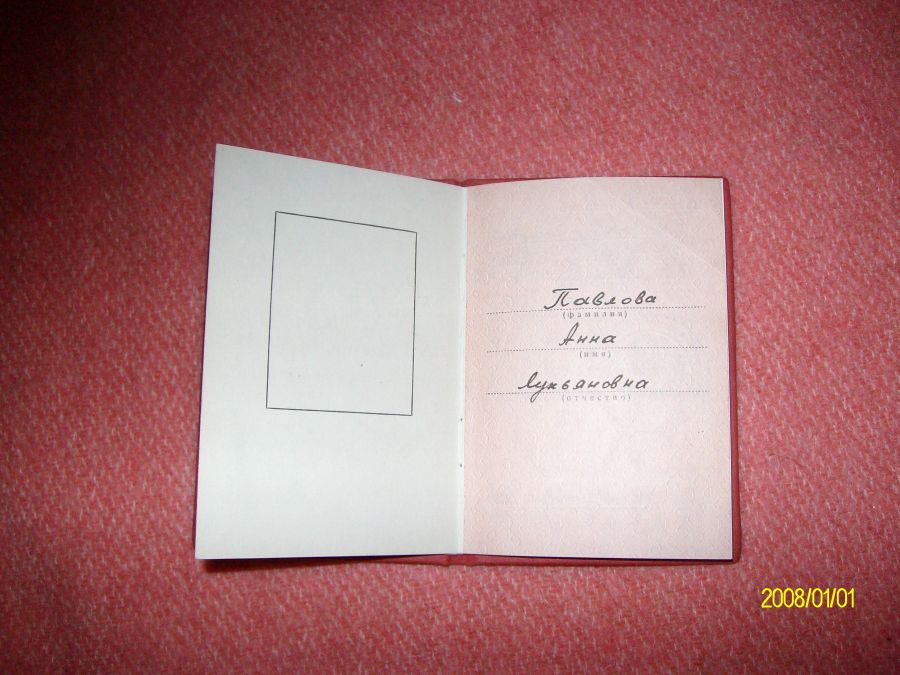 Павлова
(фамилия)
Анна
(имя)
Лукьяновна
(отчество)
2008/01/01